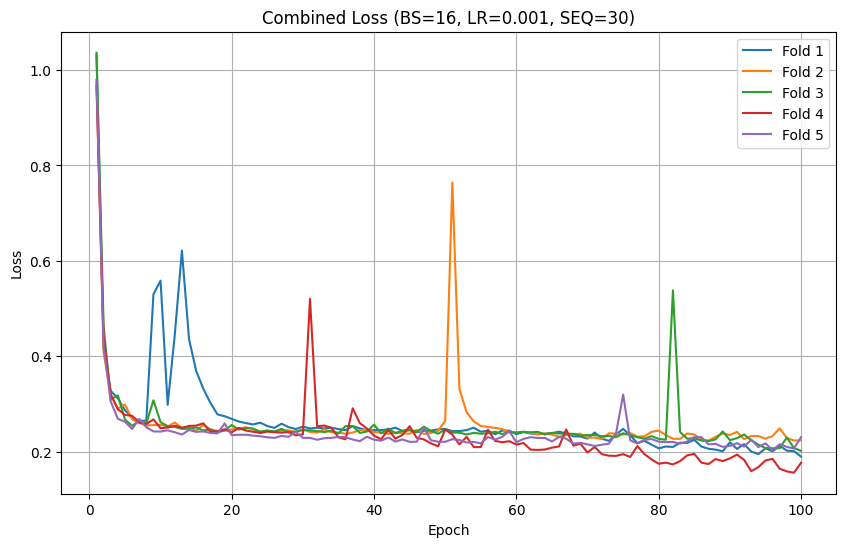 Combined Loss (BS=16, LR=0.001, SEQ=30)
Fold 1
Fold 2
Fold 3
Fold 4
Fold 5
Loss
1.0
0.8
0.6
0.4
0.2
0
20
40
60
80
100
Epoch